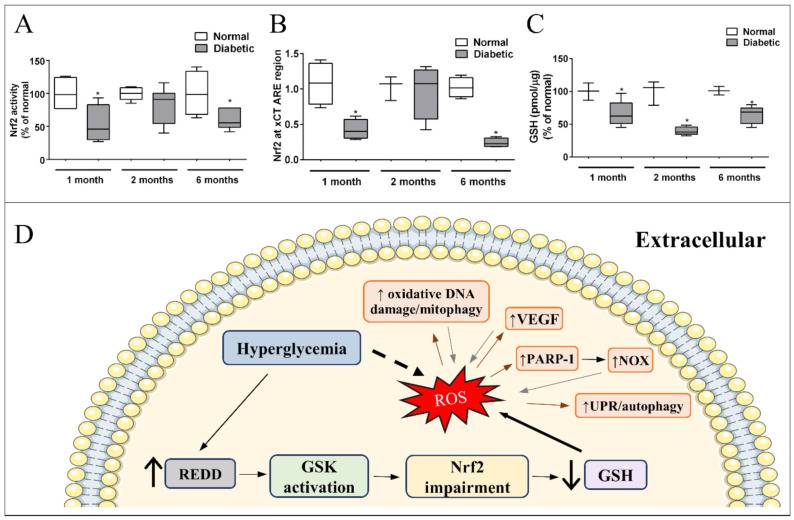 A
Normal
Diabetic
Nrf2 activity
(% of normal)
150
100
50
0
*
*
1 month
2 months
6 months
B
Normal
Diabetic
Nrf2 at xCT ARE region
1.5
1.0
0.5
0.0
*
*
1 month
2 months
6 months
C
Normal
Diabetic
GSH (pmol/µg)
(% of normal)
150
100
50
0
*
*
*
1 month
2 months
6 months
D
Extracellular
↑ oxidative DNA
damage/mitophagy
↑VEGF
Hyperglycemia
↑PARP-1
↑NOX
ROS
↑UPR/autophagy
↑
REDD
GSK
activation
Nrf2
impairment
↓
GSH